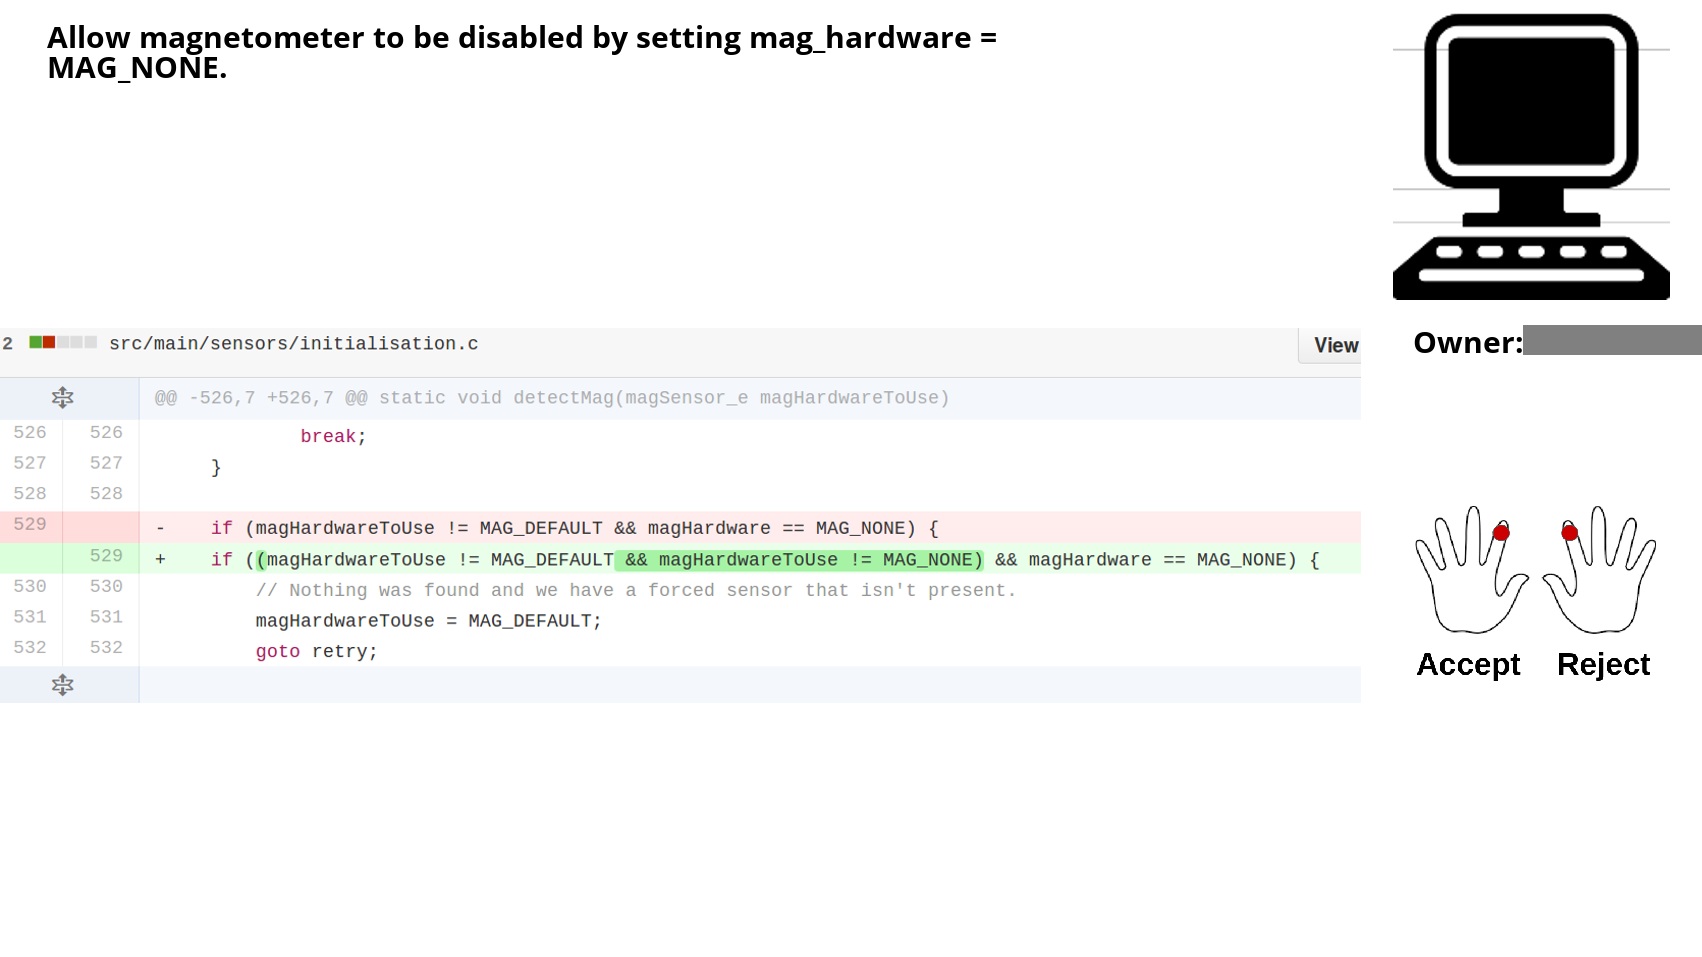 Allow magnetometer to be disabled by setting mag_hardware =
MAG_NONE.
Owner:
2 src/main/sensors/initialisation.c View
@@ -526,7 +526,7 @@ static void detectMag(magSensor_e magHardwareToUse)
526 526 break;
527 527 }
528 528
529 - if (magHardwareToUse != MAG_DEFAULT && magHardware == MAG_NONE) {
529 + if ((magHardwareToUse != MAG_DEFAULT && magHardwareToUse != MAG_NONE) && magHardware == MAG_NONE) {
530 530 // Nothing was found and we have a forced sensor that isn't present.
531 531 magHardwareToUse = MAG_DEFAULT;
532 532 goto retry;
Accept Reject